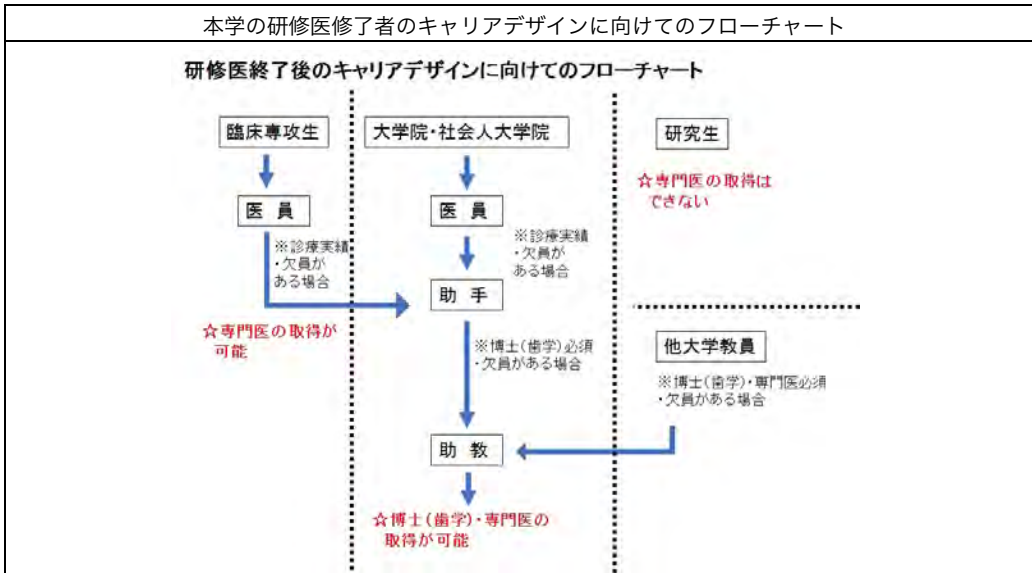 本学の研修医修了者のキャリアデザインに向けてのフローチャート
研修医終了後のキャリアデザインに向けてのフローチャート
臨床専攻生
医員
※診療実績
・欠員が
ある場合
☆専門医の取得が
可能
大学院・社会人大学院
医 員
※診療実績
・欠員が
ある場合
助 手
※博士(歯学)必須
・欠員がある場合
助 教
☆博士(歯学)・専門医の
取得が可能
研究生
☆専門医の取得は
できない
他大学教員
※博士(歯学)・専門医必須
・欠員がある場合